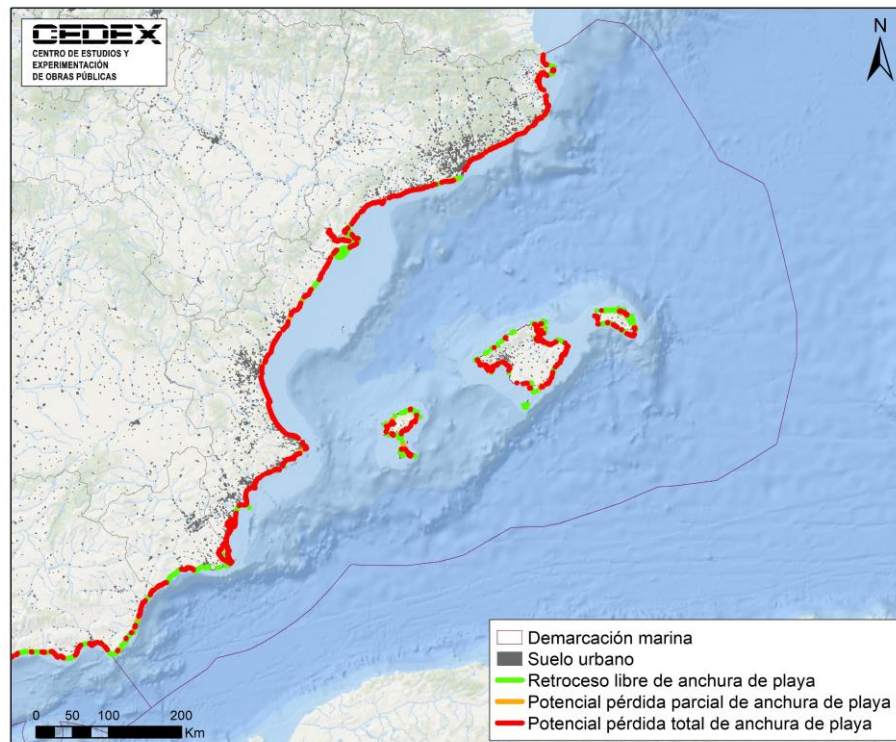 CEDEX
CENTRO DE ESTUDIOS Y
EXPERIMENTACIÓN
DE OBRAS PÚBLICAS
N
Demarcación marina
Suelo urbano
Retroceso libre de anchura de playa
Potencial pérdida parcial de anchura de playa
Potencial pérdida total de anchura de playa
0 50 100 200
Km